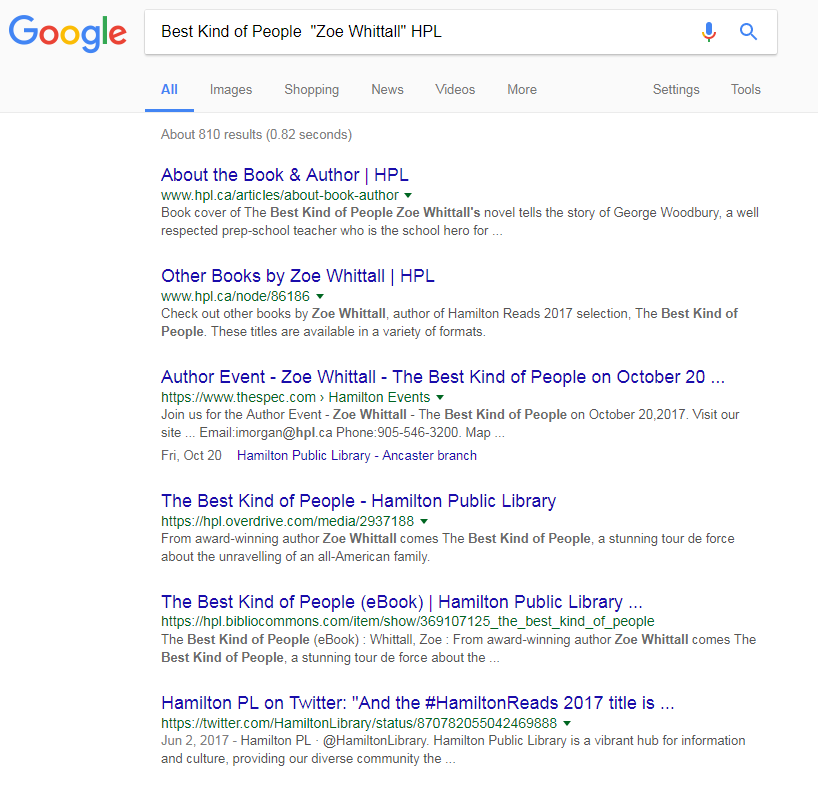 Google
Best Kind of People  "Zoe Whittall" HPL
All Images Shopping News Videos More Settings Tools
About 810 results (0.82 seconds)
About the Book & Author | HPL
www.hpl.ca/articles/about-book-author
Book cover of The Best Kind of People Zoe Whittall's novel tells the story of George Woodbury, a well
respected prep-school teacher who is the school hero for ...
Other Books by Zoe Whittall | HPL
www.hpl.ca/node/86186
Check out other books by Zoe Whittall, author of Hamilton Reads 2017 selection, The Best Kind of
People. These titles are available in a variety of formats.
Author Event - Zoe Whittall - The Best Kind of People on October 20 ...
https://www.thespec.com › Hamilton Events
Join us for the Author Event - Zoe Whittall - The Best Kind of People on October 20,2017. Visit our
site ... Email:imorgan@hpl.ca Phone:905-546-3200. Map ...
Fri, Oct 20 Hamilton Public Library - Ancaster branch
The Best Kind of People - Hamilton Public Library
https://hpl.overdrive.com/media/2937188
From award-winning author Zoe Whittall comes The Best Kind of People, a stunning tour de force
about the unravelling of an all-American family.
The Best Kind of People (eBook) | Hamilton Public Library ...
https://hpl.bibliocommons.com/item/show/369107125_the_best_kind_of_people
The Best Kind of People (eBook) : Whittall, Zoe : From award-winning author Zoe Whittall comes The
Best Kind of People, a stunning tour de force about the ...
Hamilton PL on Twitter: "And the #HamiltonReads 2017 title is ...
https://twitter.com/HamiltonLibrary/status/870782055042469888
Jun 2, 2017 - Hamilton PL · @HamiltonLibrary. Hamilton Public Library is a vibrant hub for information
and culture, providing our diverse community the ...